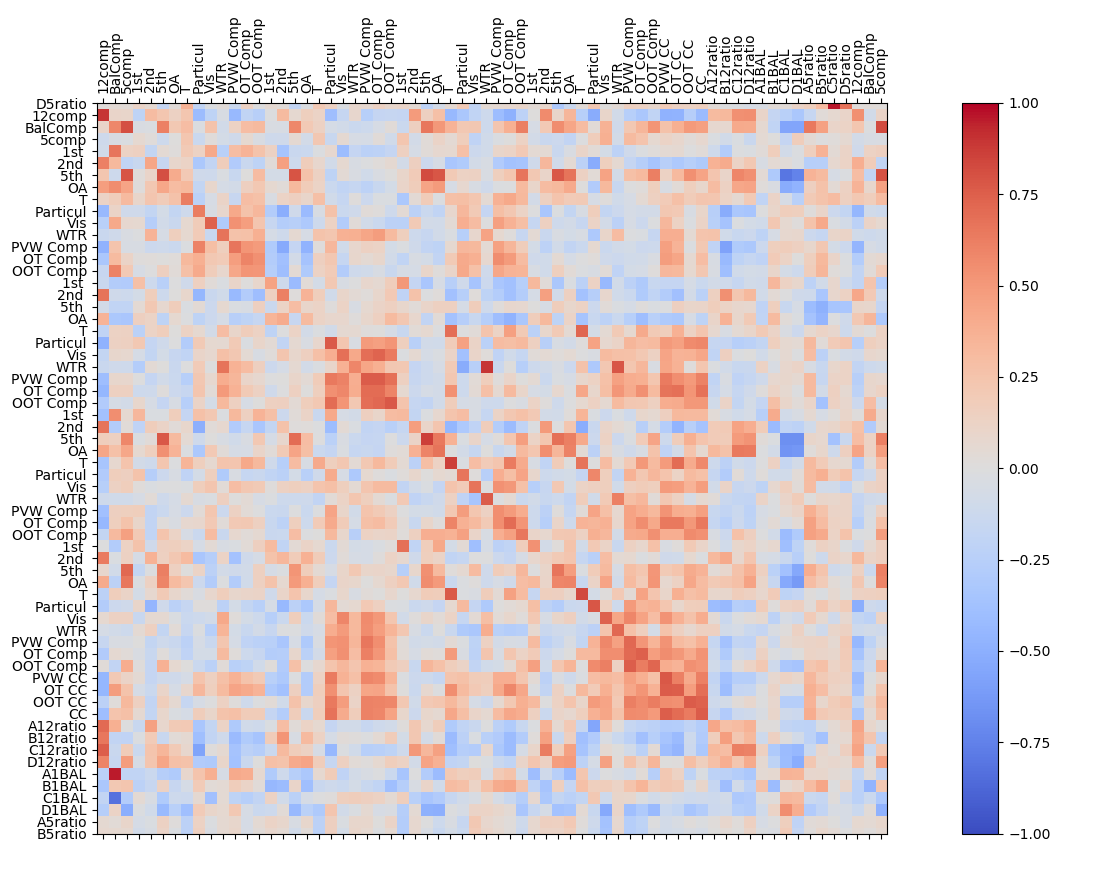 12comp
BalComp
5comp
1st
2nd
5th
OA
T
Particul
Vis
WTR
PVW Comp
OT Comp
OOT Comp
1st
2nd
5th
OA
T
Particul
Vis
WTR
PVW Comp
OT Comp
OOT Comp
1st
2nd
5th
OA
T
Particul
Vis
WTR
PVW Comp
OT Comp
OOT Comp
1st
2nd
5th
OA
T
Particul
Vis
WTR
PVW Comp
OT Comp
OOT Comp
PVW CC
OT CC
OOT CC
CC
A12ratio
B12ratio
C12ratio
D12ratio
A1BAL
B1BAL
C1BAL
D1BAL
A5ratio
B5ratio
C5ratio
D5ratio
12comp
BalComp
5comp
D5ratio
12comp
BalComp
5comp
1st
2nd
5th
OA
T
Particul
Vis
WTR
PVW Comp
OT Comp
OOT Comp
1st
2nd
5th
OA
T
Particul
Vis
WTR
PVW Comp
OT Comp
OOT Comp
1st
2nd
5th
OA
T
Particul
Vis
WTR
PVW Comp
OT Comp
OOT Comp
1st
2nd
5th
OA
T
Particul
Vis
WTR
PVW Comp
OT Comp
OOT Comp
PVW CC
OT CC
OOT CC
CC
A12ratio
B12ratio
C12ratio
D12ratio
A1BAL
B1BAL
C1BAL
D1BAL
A5ratio
B5ratio
1.00
0.75
0.50
0.25
0.00
−0.25
−0.50
−0.75
−1.00